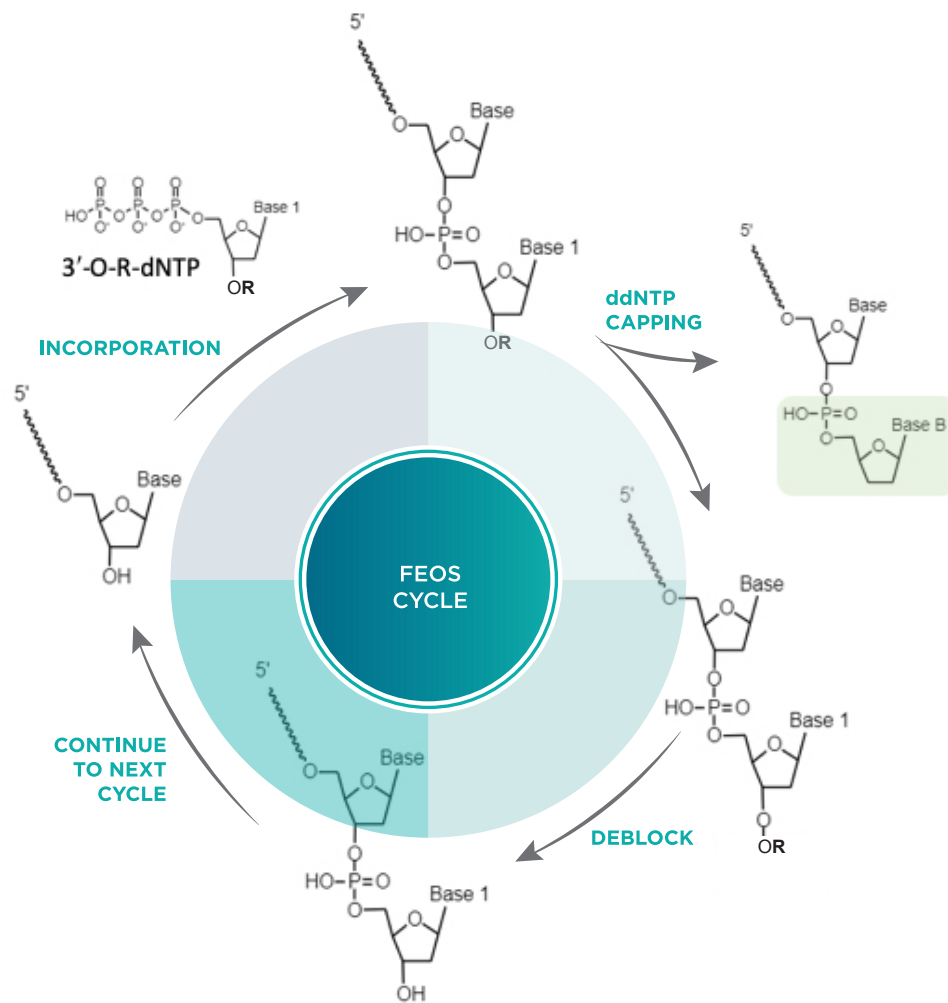 5'
O
O
Base
O
HO-P=O
O
O
Base 1
OR
O O O
HO-P-O-P-O-P-O
O⁻ O⁻ O⁻
O
Base 1
3'-O-R-dNTP
OR
INCORPORATION
ddNTP
CAPPING
5'
O
O
Base
O
HO-P=O
O
O
Base B
5'
O
O
Base
OH
FEOS
CYCLE
5'
O
O
Base
O
HO-P=O
O
O
Base 1
O
OR
DEBLOCK
CONTINUE
TO NEXT
CYCLE
5'
O
O
Base
O
HO-P=O
O
O
Base 1
OH